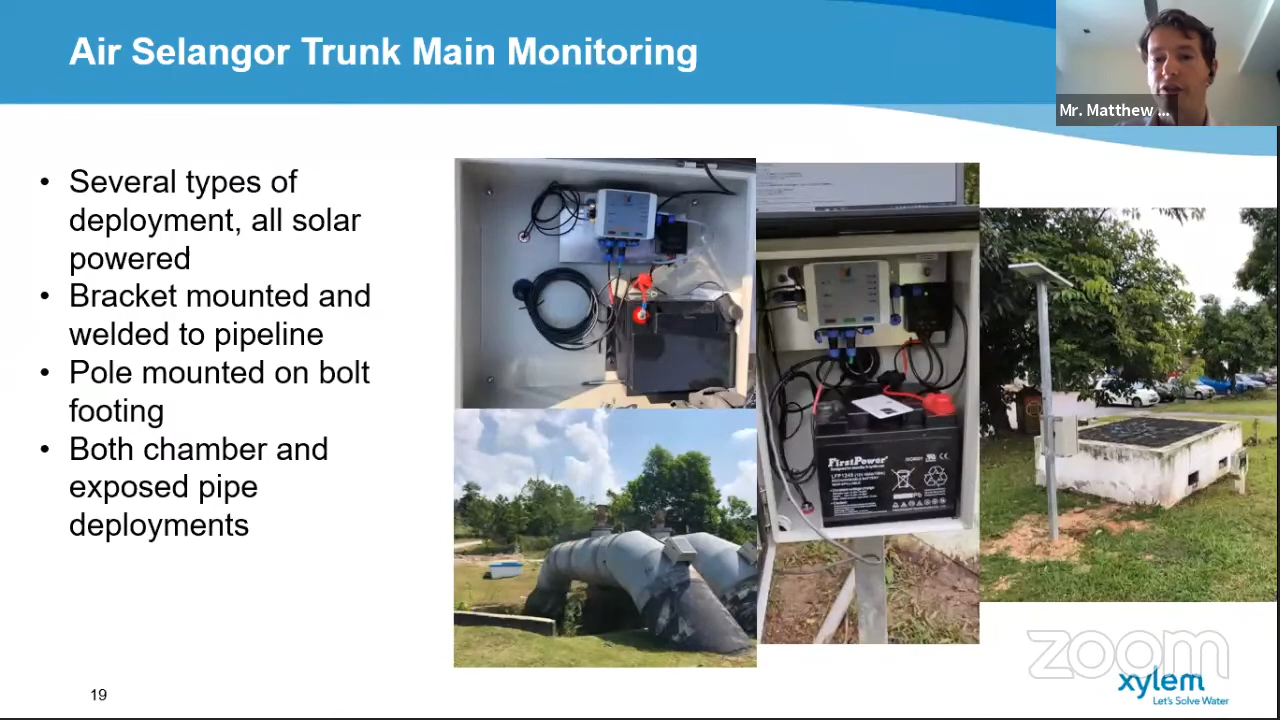 Air Selangor Trunk Main Monitoring
Mr. Matthew ...
• Several types of
deployment, all solar
powered
• Bracket mounted and
welded to pipeline
• Pole mounted on bolt
footing
• Both chamber and
exposed pipe
deployments
FirstPower
zoom
xylem
Let's Solve Water
19